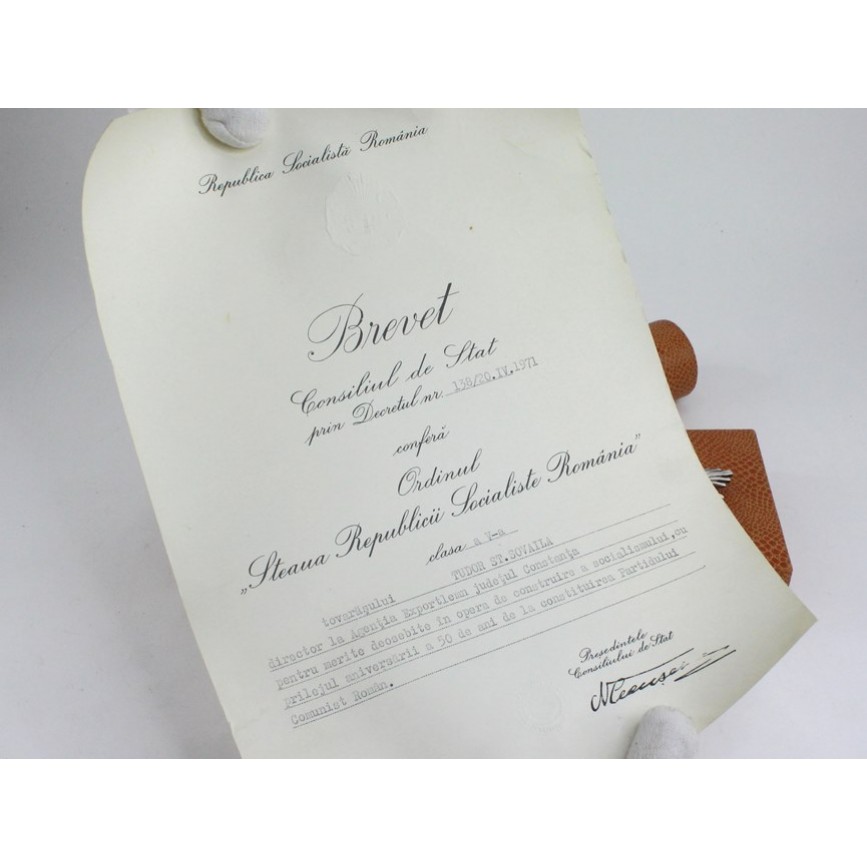 Republica Socialistă România
Brevet
Consiliul de Stat
prin Decretul nr. 138/20.IV.1971
conferă
Ordinul
„Steaua Republicii Socialiste România”
clasa a V-a
tovarăşului TUDOR ST.SOVAILA
director la Agenţia Exportlemn judeţul Constanţa
pentru merite deosebite în opera de construire a socialismului,cu
prilejul aniversării a 50 de ani de la constituirea Partidului
Comunist Român.
Preşedintele
Consiliului de Stat